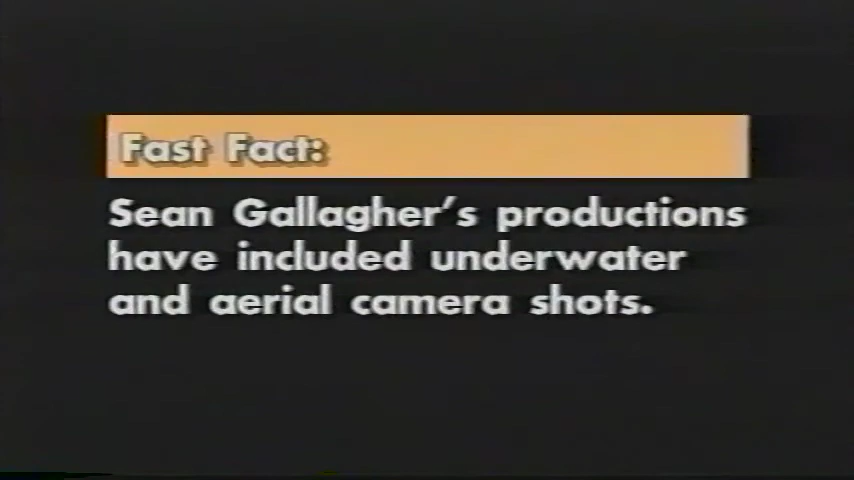 Fast Fact:
Sean Gallagher's productions
have included underwater
and aerial camera shots.